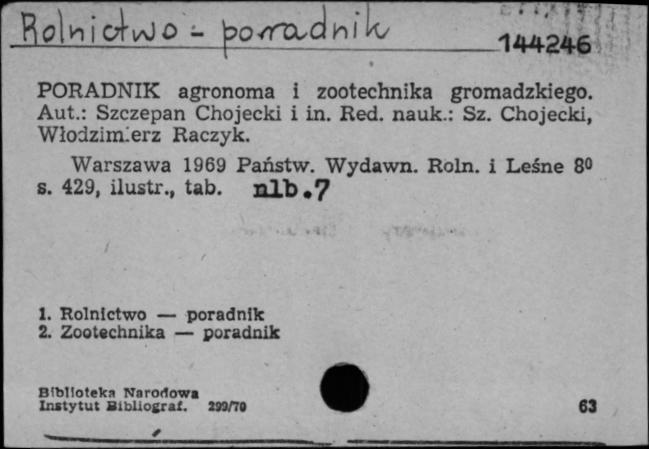 Rolnictwo - poradnik
144246
PORADNIK agronoma i zootechnika gromadzkiego.
Aut.: Szczepan Chojecki i in. Red. nauk.: Sz. Chojecki,
Włodzimierz Raczyk.
Warszawa 1969 Państw. Wydawn. Roln. i Leśne 8⁰
s. 429, ilustr., tab. nlb.7
1. Rolnictwo — poradnik
2. Zootechnika — poradnik
Biblioteka Narodowa
Instytut Bibliograf. 299/70
63